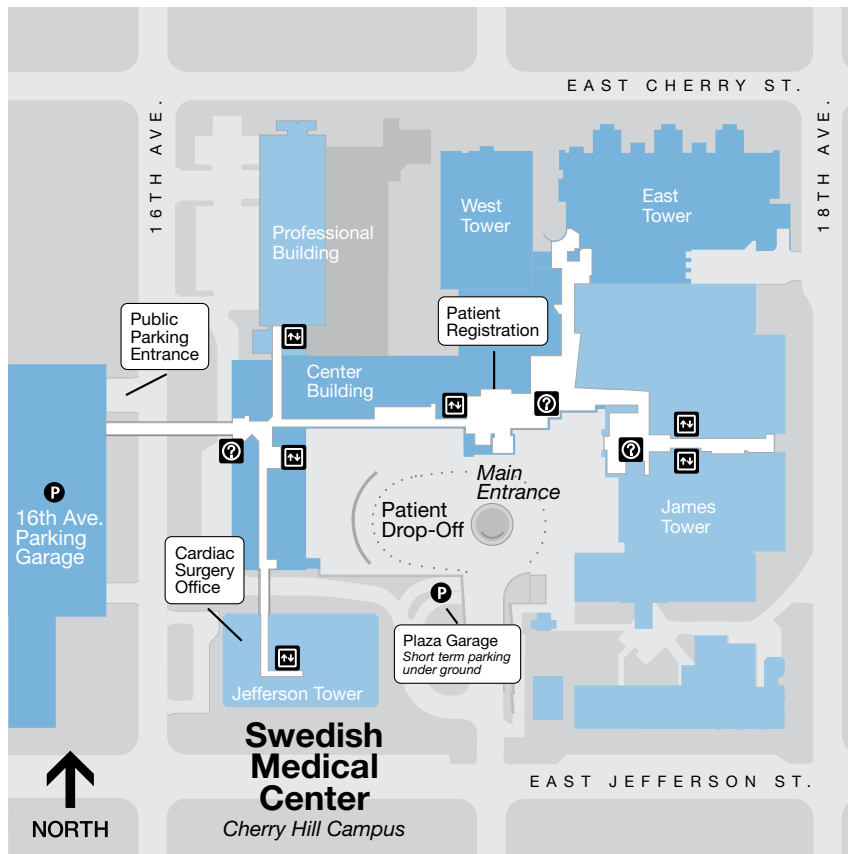 EAST CHERRY ST.
16TH AVE.
18TH AVE.
West
Tower
East
Tower
Professional
Building
Public
Parking
Entrance
Patient
Registration
Center
Building
?
?
?
Main
Entrance
P
16th Ave.
Parking
Garage
Patient
Drop-Off
James
Tower
Cardiac
Surgery
Office
P
Plaza Garage
Short term parking
under ground
Jefferson Tower
Swedish
Medical
Center
Cherry Hill Campus
EAST JEFFERSON ST.
NORTH